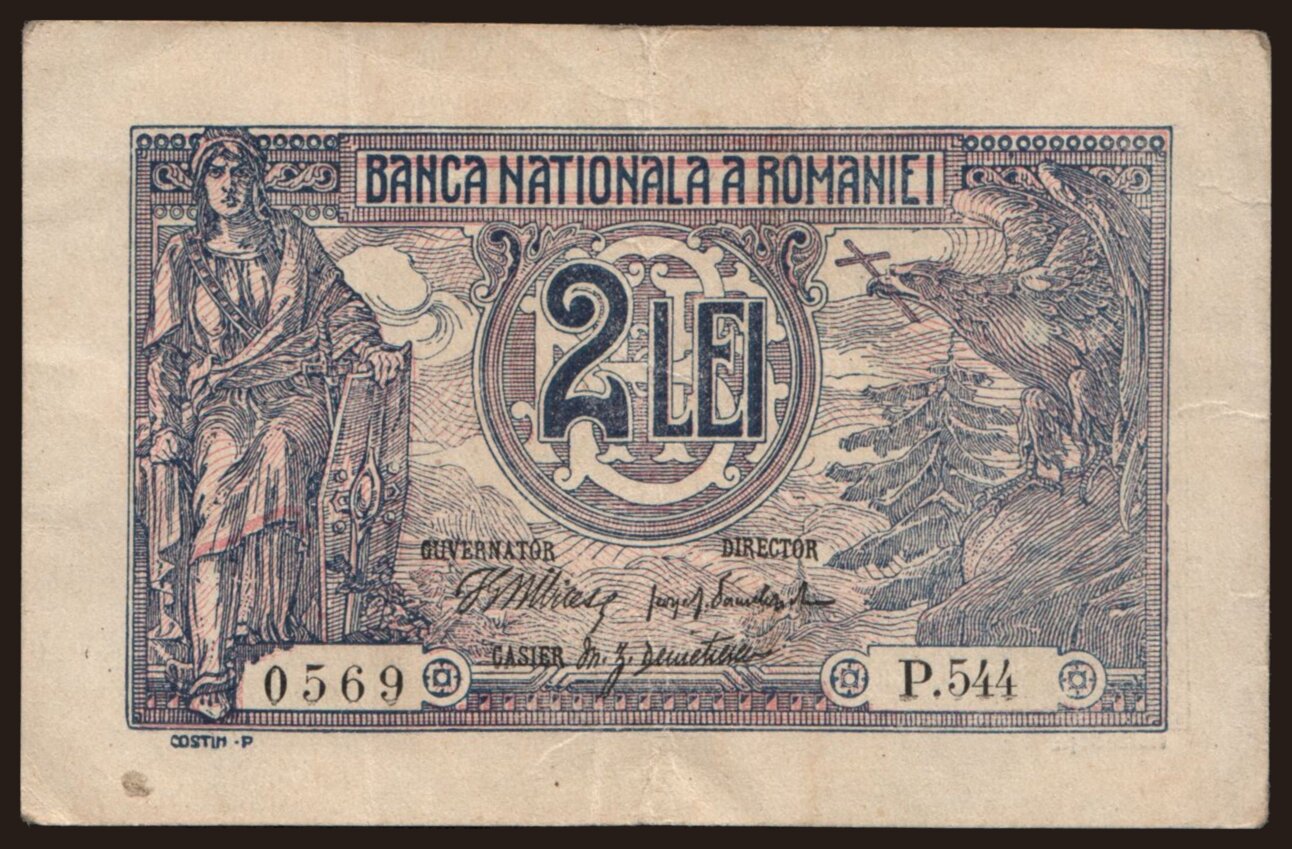 BANCA NATIONALA A ROMANIEI
2 LEI
GUVERNATOR DIRECTOR
CASIER
0569 P.544
COSTIN - P